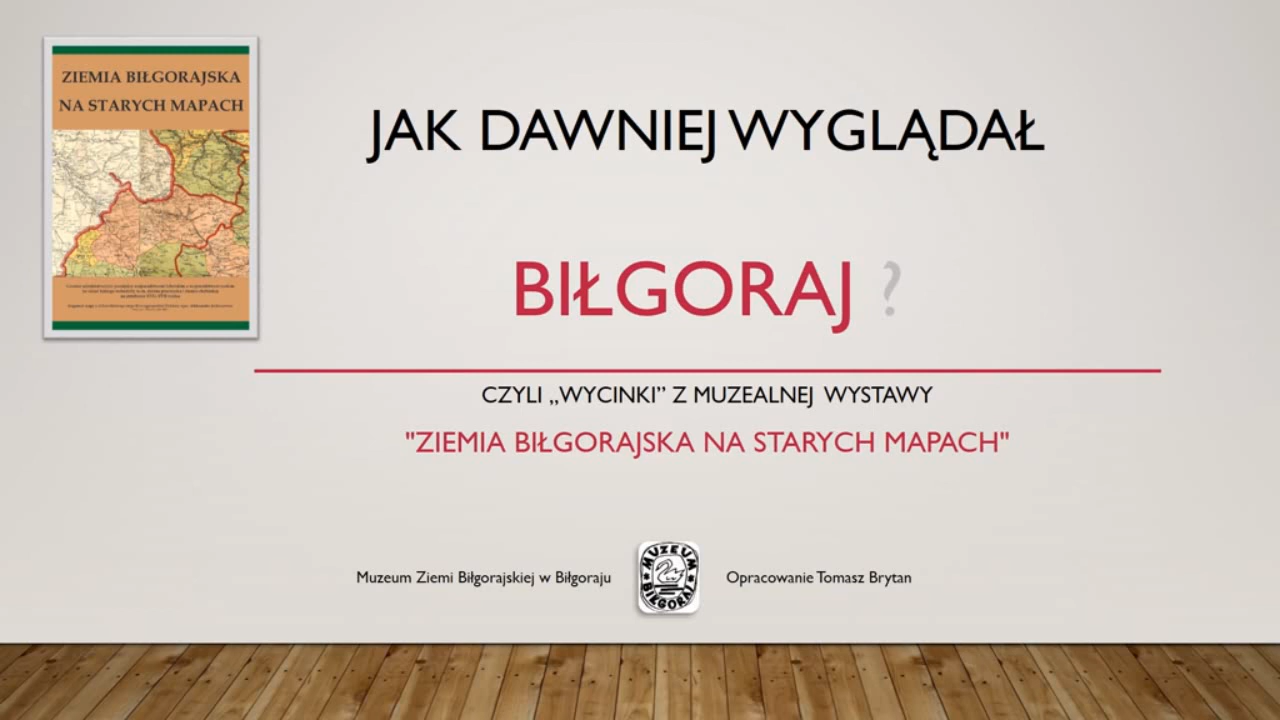 ZIEMIA BIŁGORAJSKA
NA STARYCH MAPACH
JAK DAWNIEJ WYGLĄDAŁ
BIŁGORAJ ?
CZYLI „WYCINKI” Z MUZEALNEJ WYSTAWY
"ZIEMIA BIŁGORAJSKA NA STARYCH MAPACH"
Muzeum Ziemi Biłgorajskiej w Biłgoraju
MUZEUM
BIŁGORAJ
Opracowanie Tomasz Brytan